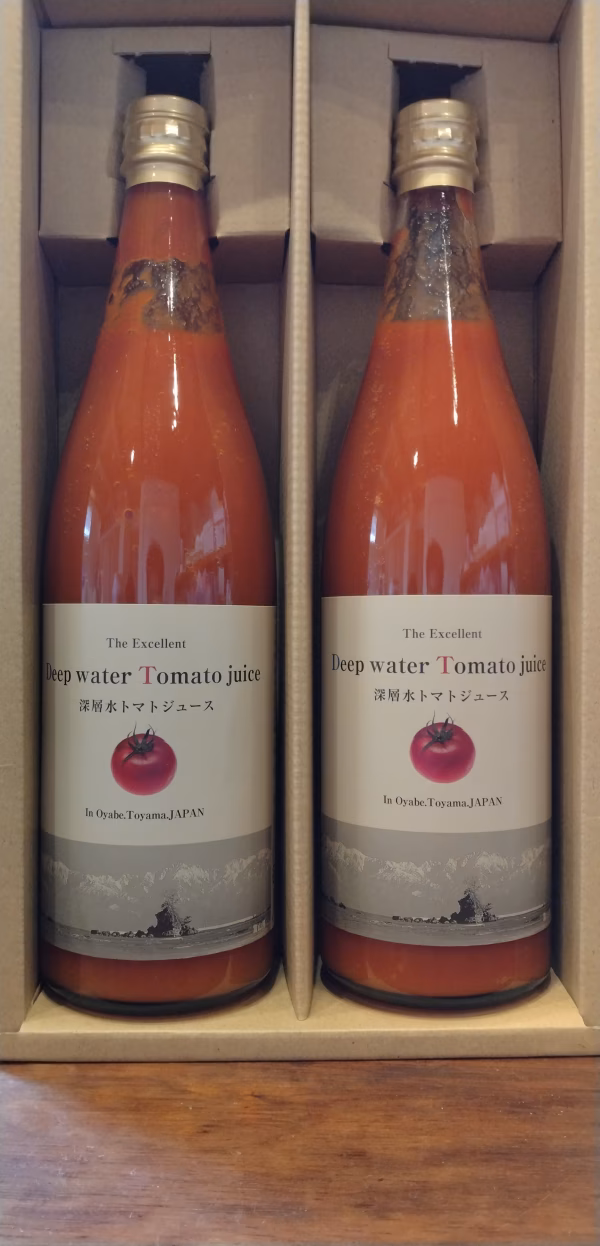 The Excellent
Deep water Tomato juice
深層水トマトジュース
In Oyabe.Toyama.JAPAN
The Excellent
Deep water Tomato juice
深層水トマトジュース
In Oyabe.Toyama.JAPAN